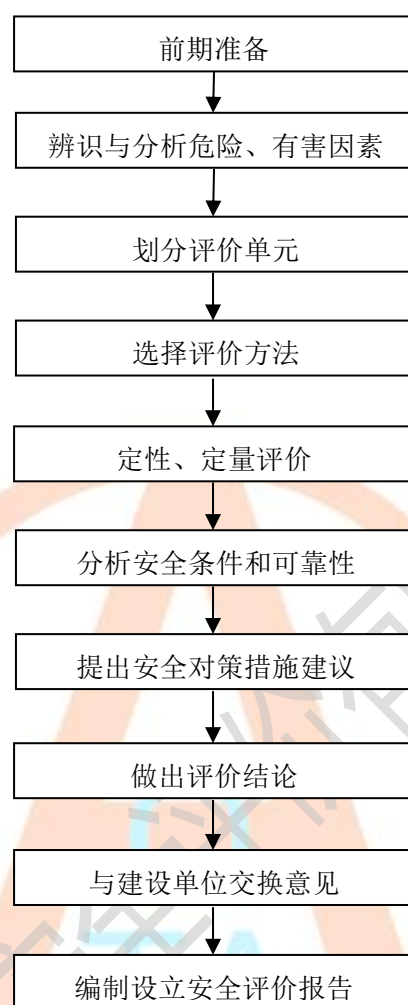 前期准备
辨识与分析危险、有害因素
划分评价单元
选择评价方法
定性、定量评价
分析安全条件和可靠性
提出安全对策措施建议
做出评价结论
与建设单位交换意见
编制设立安全评价报告